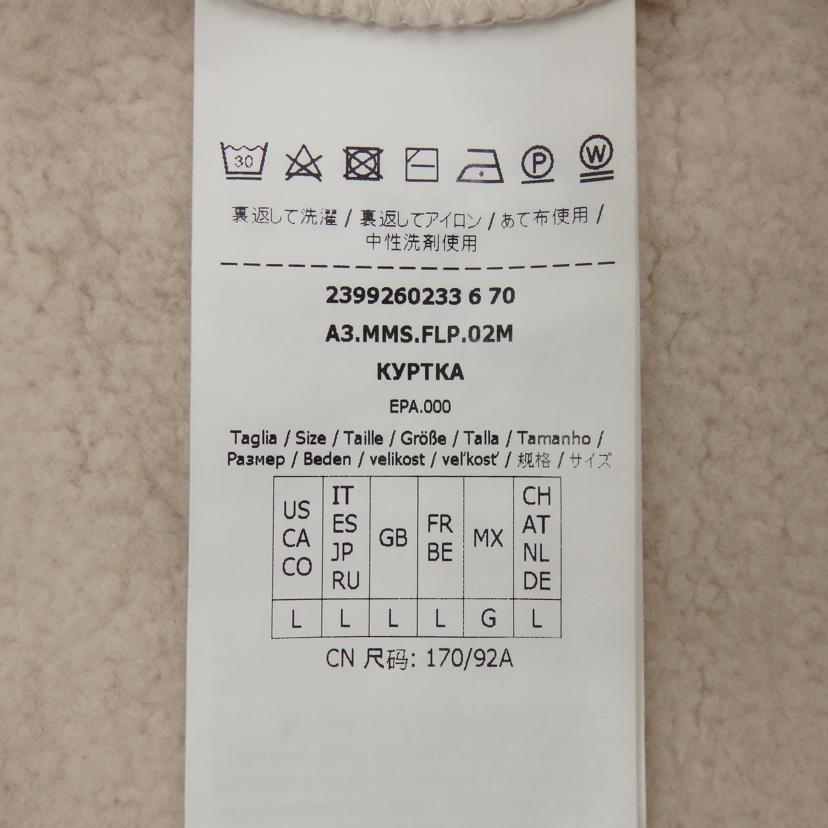 30 P W
裏返して洗濯 / 裏返してアイロン / あて布使用 /
中性洗剤使用
2399260233 6 70
A3.MMS.FLP.02M
КУРТКА
EPA.000
Taglia / Size / Taille / Größe / Talla / Tamanho /
Размер / Beden / velikost / veľkosť / 规格 / サイズ
US CA CO IT ES JP RU GB FR BE MX CH AT NL DE
L L L L G L
CN 尺码: 170/92A